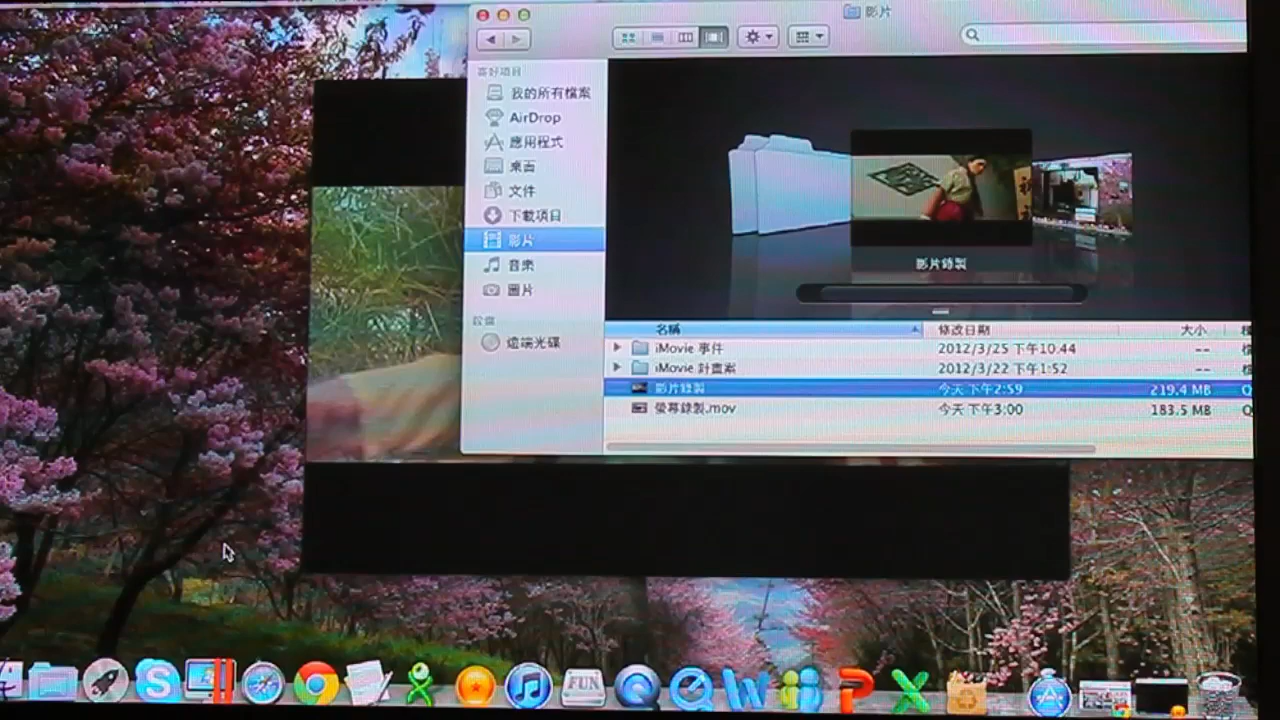 影片
喜好項目
我的所有檔案
AirDrop
應用程式
桌面
文件
下載項目
影片
音樂
圖片
設備
遠端光碟
影片錄製
名稱 修改日期 大小
iMovie 事件 2012/3/25 下午10:44 --
iMovie 計畫案 2012/3/22 下午1:52 --
影片錄製 今天 下午2:59 219.4 MB
螢幕錄製.mov 今天 下午3:00 183.5 MB
FUN